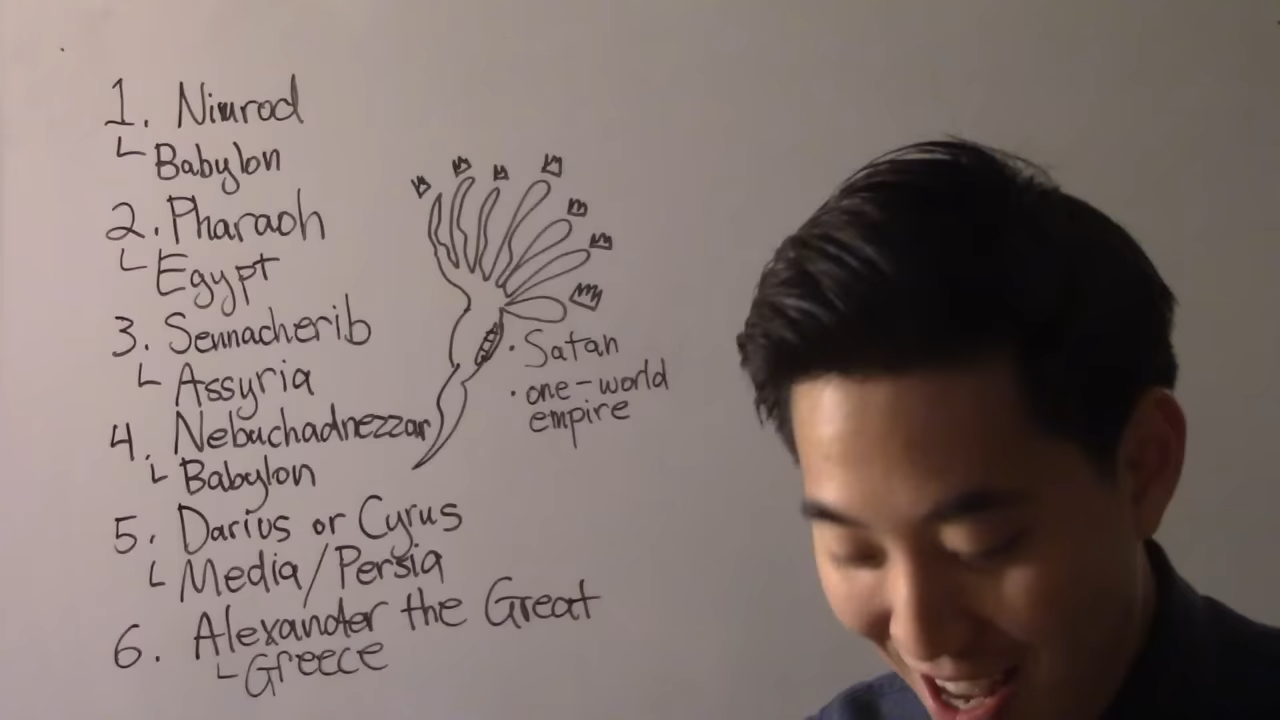 1. Nimrod
Babylon
2. Pharaoh
Egypt
3. Sennacherib
Assyria
4. Nebuchadnezzar
Babylon
5. Darius or Cyrus
Media/Persia
6. Alexander the Great
Greece
• Satan
• one-world
empire